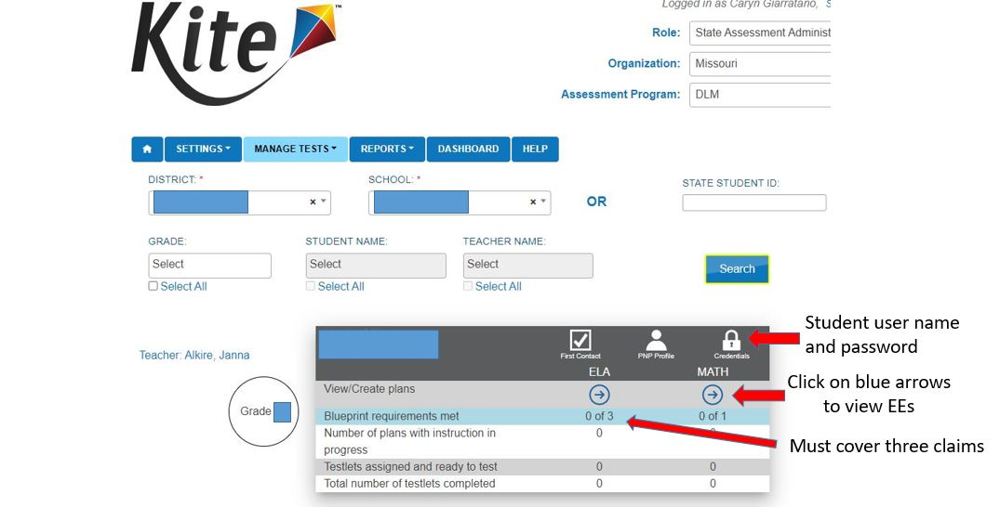 Kite™
Logged in as Caryn Giarratano,
Role: State Assessment Administ
Organization: Missouri
Assessment Program: DLM
SETTINGS MANAGE TESTS REPORTS DASHBOARD HELP
DISTRICT: * SCHOOL: * STATE STUDENT ID:
× × OR
GRADE: STUDENT NAME: TEACHER NAME:
Select Select Select Search
Select All Select All Select All
Student user name
and password
First Contact PNP Profile Credentials
Teacher: Alkire, Janna
ELA MATH
Click on blue arrows
to view EEs
View/Create plans
Grade
Blueprint requirements met 0 of 3 0 of 1
Must cover three claims
Number of plans with instruction in 0
progress
Testlets assigned and ready to test 0 0
Total number of testlets completed 0 0